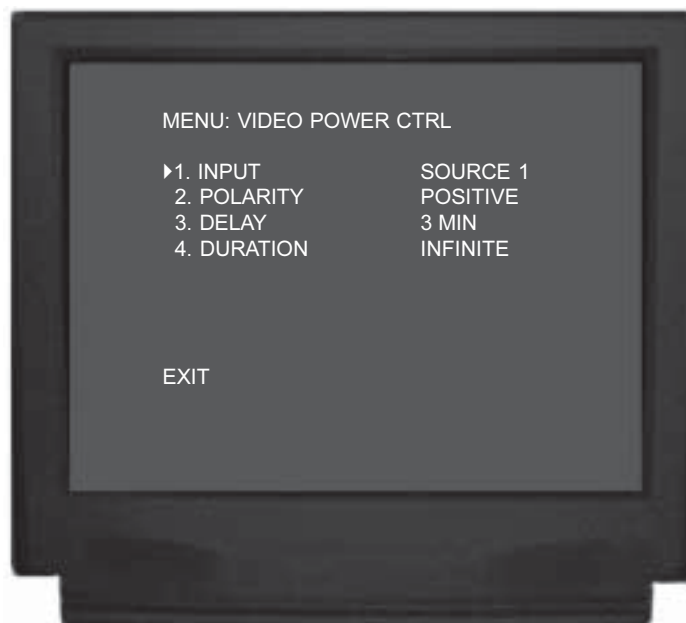 MENU: VIDEO POWER CTRL
1. INPUT SOURCE 1
2. POLARITY POSITIVE
3. DELAY 3 MIN
4. DURATION INFINITE
EXIT